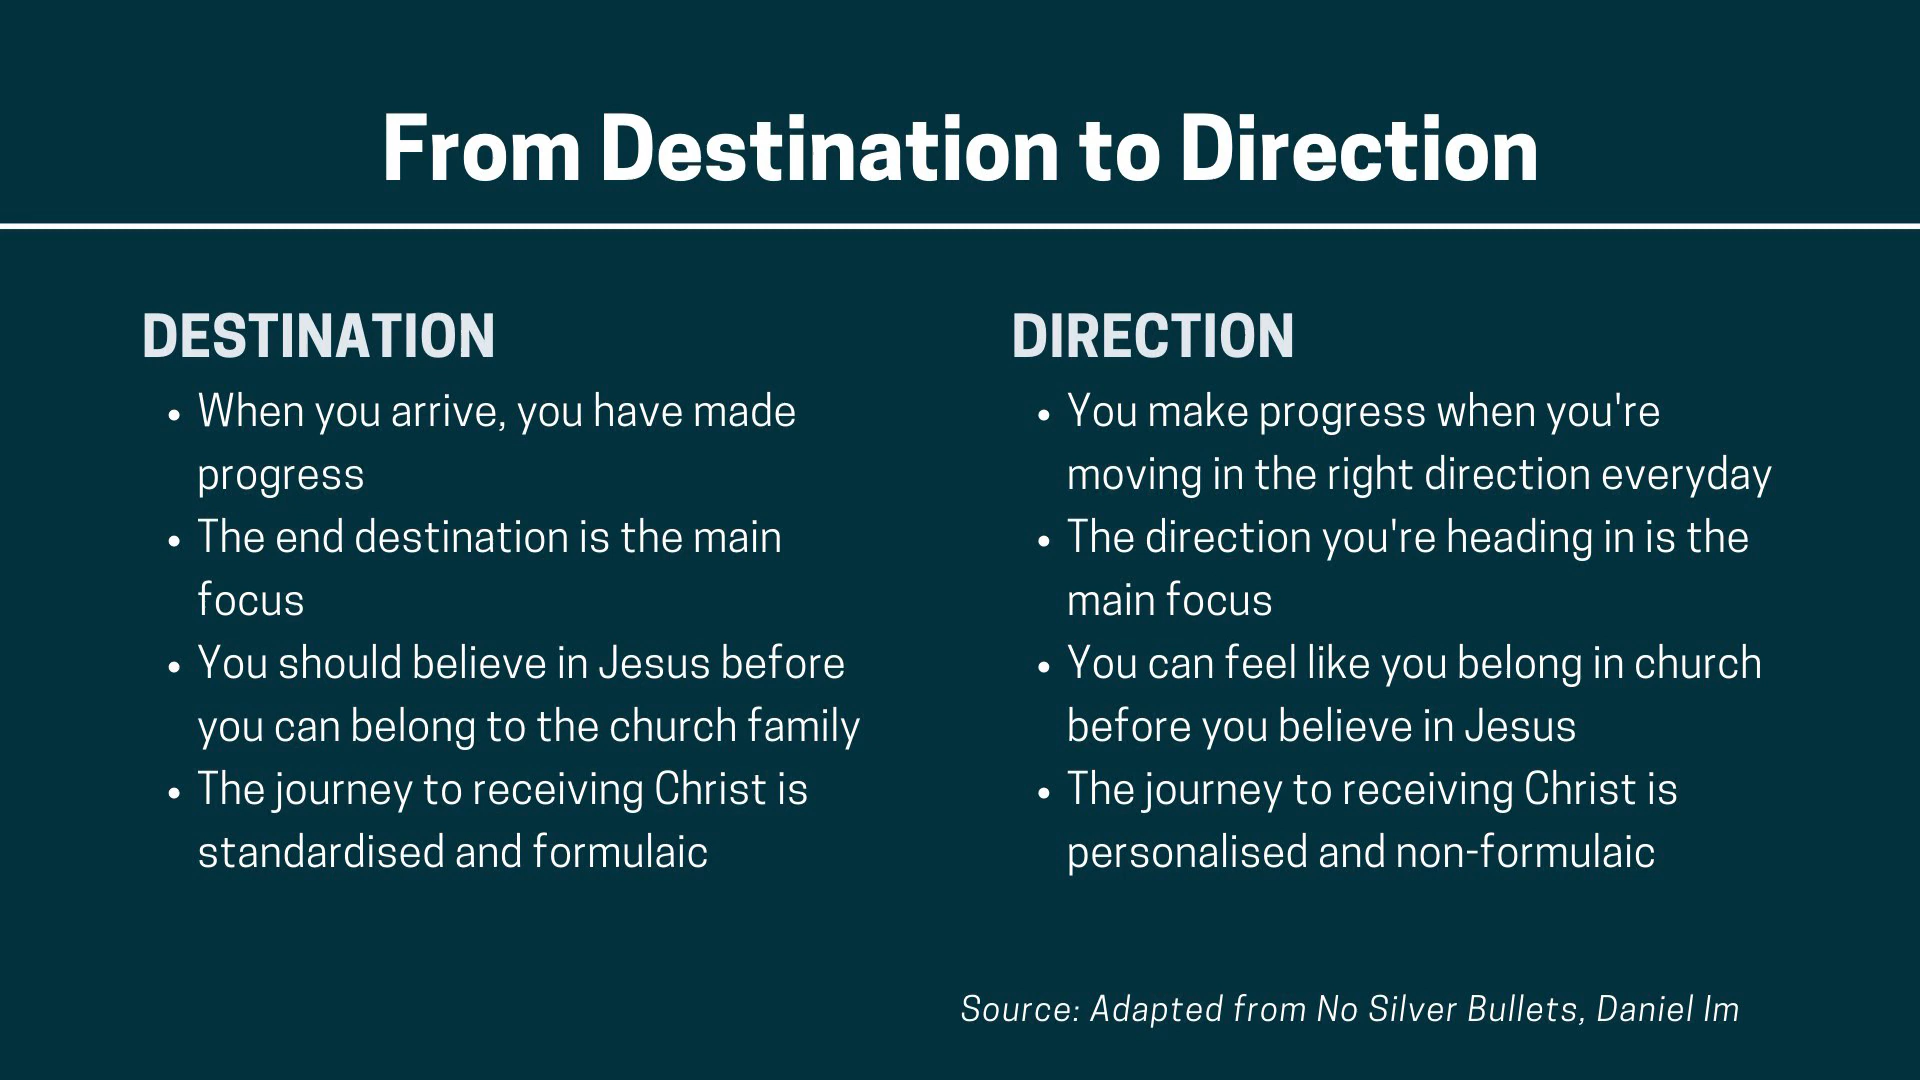 From Destination to Direction
DESTINATION
• When you arrive, you have made
progress
• The end destination is the main
focus
• You should believe in Jesus before
you can belong to the church family
• The journey to receiving Christ is
standardised and formulaic
DIRECTION
• You make progress when you're
moving in the right direction everyday
• The direction you're heading in is the
main focus
• You can feel like you belong in church
before you believe in Jesus
• The journey to receiving Christ is
personalised and non-formulaic
Source: Adapted from No Silver Bullets, Daniel Im